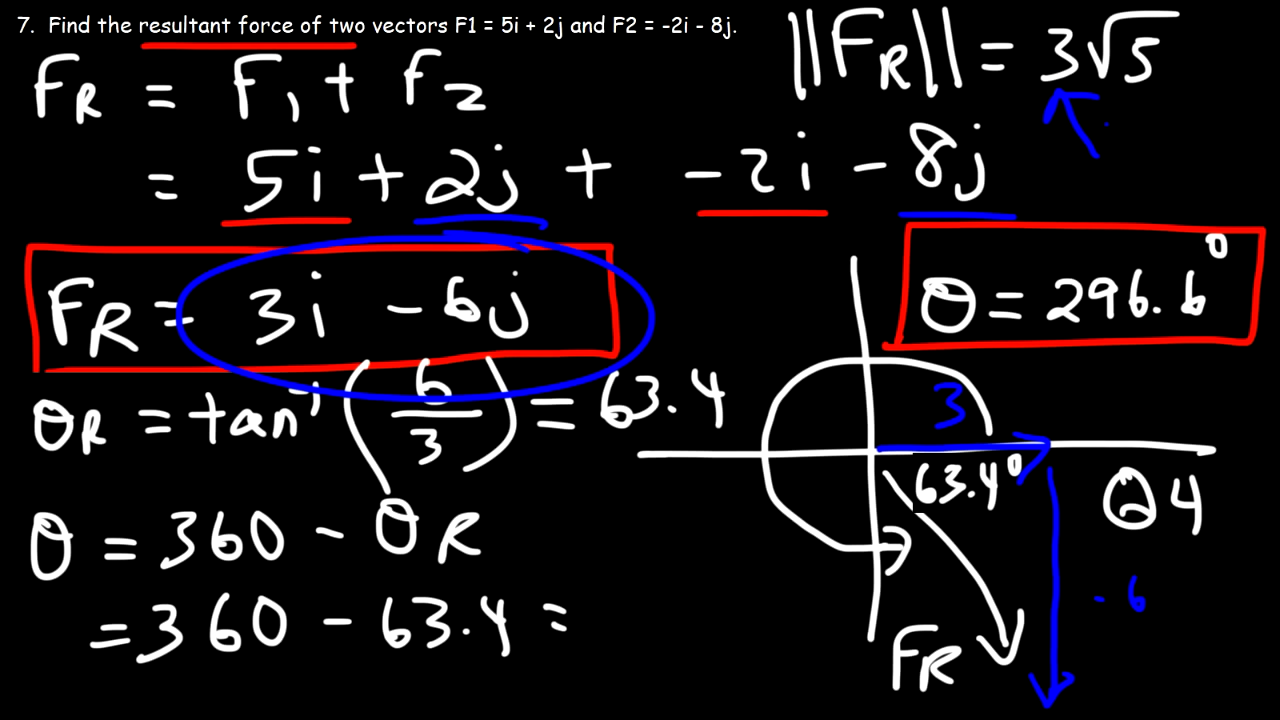 7. Find the resultant force of two vectors F1 = 5i + 2j and F2 = -2i - 8j.
||FR|| = 3√5
FR = F1 + F2
= 5i + 2j + -2i - 8j
FR = 3i - 6j
θ = 296.6°
θR = tan⁻¹(6/3) = 63.4
3
63.4°
Q4
θ = 360 - θR
= 360 - 63.4 =
- 6
FR